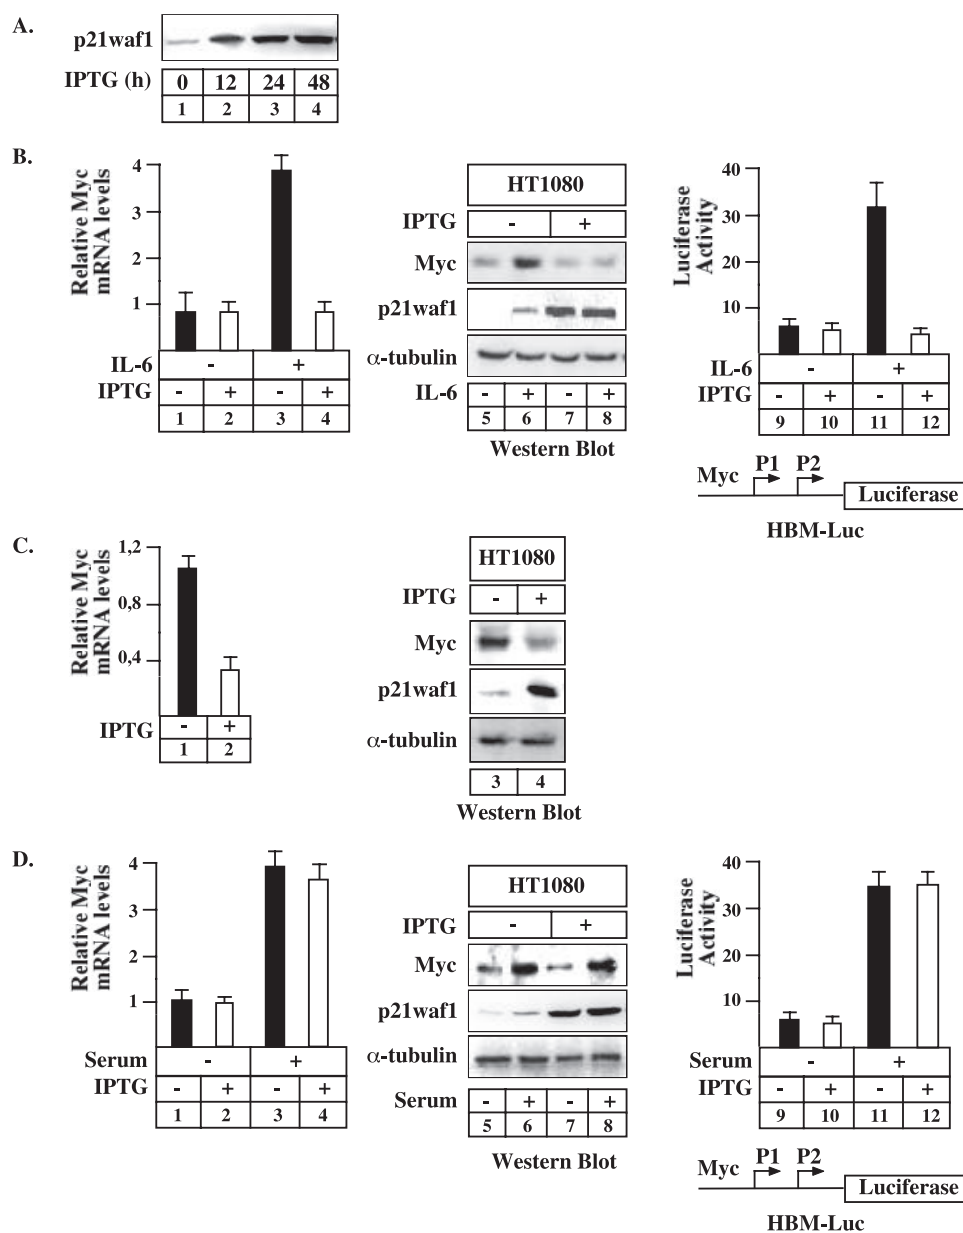 A.
p21waf1
IPTG (h) 0 12 24 48
1 2 3 4
B.
Relative Myc
mRNA levels
4
3
2
1
IL-6 - +
IPTG - + - +
1 2 3 4
HT1080
IPTG - +
Myc
p21waf1
α-tubulin
IL-6 - + - +
5 6 7 8
Western Blot
Luciferase
Activity
40
30
20
10
IL-6 - +
IPTG - + - +
9 10 11 12
Myc P1 P2
Luciferase
HBM-Luc
C.
Relative Myc
mRNA levels
1,2
0,8
0,4
IPTG - +
1 2
HT1080
IPTG - +
Myc
p21waf1
α-tubulin
3 4
Western Blot
D.
Relative Myc
mRNA levels
4
3
2
1
Serum - +
IPTG - + - +
1 2 3 4
HT1080
IPTG - +
Myc
p21waf1
α-tubulin
Serum - + - +
5 6 7 8
Western Blot
Luciferase
Activity
40
30
20
10
Serum - +
IPTG - + - +
9 10 11 12
Myc P1 P2
Luciferase
HBM-Luc